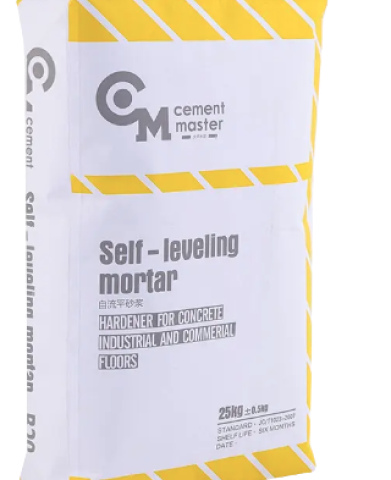 cement
master
Self-leveling
mortar
自流平砂浆
HARDENER FOR CONCRETE
INDUSTRIAL AND COMMERIAL
FLOORS
25kg ±0.5kg
SHELF LIFE - SIX MONTHS
DATE -
cement
Self-leveling mortar